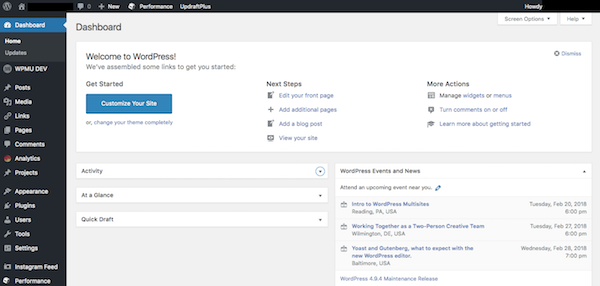 0 + New Performance UpdraftPlus Howdy
Dashboard
Home
Updates
WPMU DEV
Posts
Media
Links
Pages
Comments
Analytics
Projects
Appearance
Plugins
Users
Tools
Settings
Instagram Feed
Performance
Dashboard
Screen Options Help
Welcome to WordPress!
We've assembled some links to get you started:
Dismiss
Get Started
Customize Your Site
or, change your theme completely
Next Steps
Edit your front page
Add additional pages
Add a blog post
View your site
More Actions
Manage widgets or menus
Turn comments on or off
Learn more about getting started
Activity
At a Glance
Quick Draft
WordPress Events and News
Attend an upcoming event near you.
Intro to WordPress Multisites Tuesday, Feb 20, 2018
Reading, PA, USA 6:00 pm
Working Together as a Two-Person Creative Team Tuesday, Feb 27, 2018
Wilmington, DE, USA 6:00 pm
Yoast and Gutenberg, what to expect with the Wednesday, Feb 28, 2018
new WordPress editor. 7:00 pm
Baltimore, MD, USA
WordPress 4.9.4 Maintenance Release